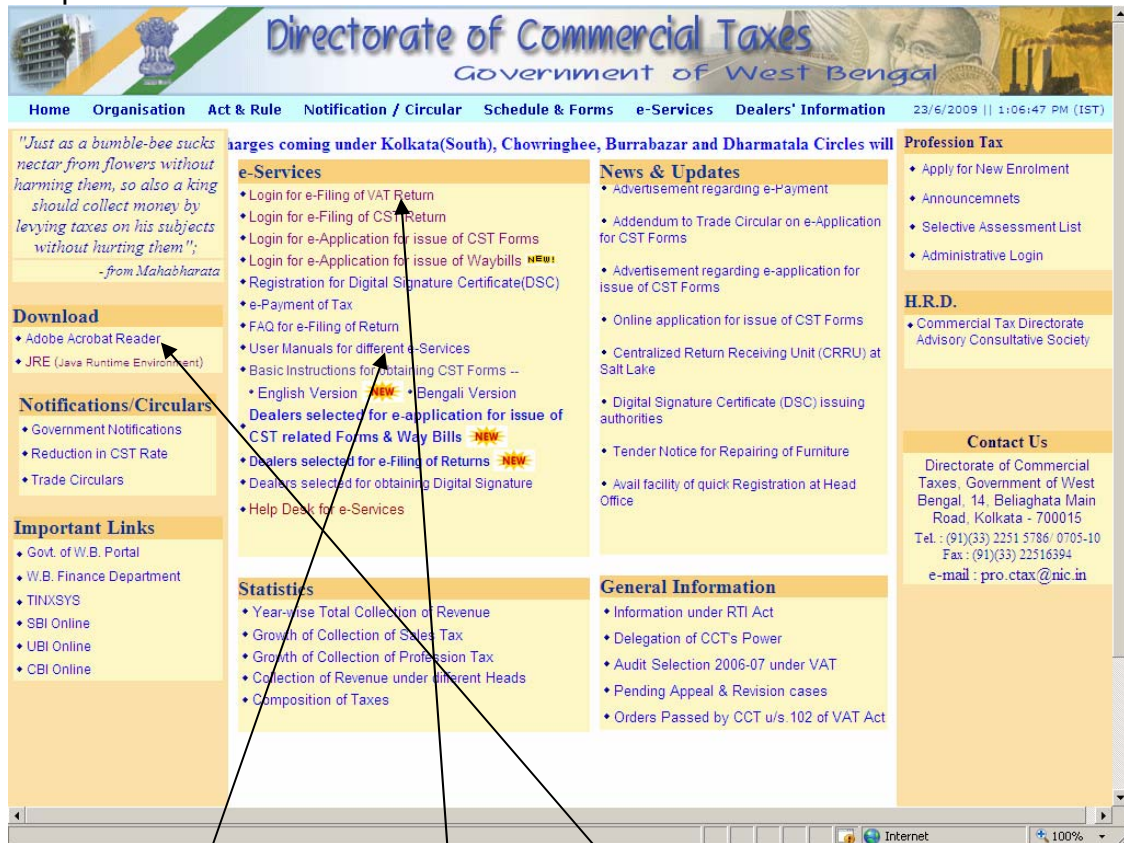 Directorate of Commercial Taxes
Government of West Bengal
Home Organisation Act & Rule Notification / Circular Schedule & Forms e-Services Dealers' Information 23/6/2009 || 1:06:47 PM (IST)
"Just as a bumble-bee sucks
nectar from flowers without
harming them, so also a king
should collect money by
levying taxes on his subjects
without hurting them";
- from Mahabharata
Download
Adobe Acrobat Reader
JRE (Java Runtime Environment)
Notifications/Circulars
Government Notifications
Reduction in CST Rate
Trade Circulars
Important Links
Govt. of W.B. Portal
W.B. Finance Department
TINXSYS
SBI Online
UBI Online
CBI Online
harges coming under Kolkata(South), Chowringhee, Burrabazar and Dharmatala Circles will
e-Services
Login for e-Filing of VAT Return
Login for e-Filing of CST Return
Login for e-Application for issue of CST Forms
Login for e-Application for issue of Waybills NEW!
Registration for Digital Signature Certificate(DSC)
e-Payment of Tax
FAQ for e-Filing of Return
User Manuals for different e-Services
Basic Instructions for obtaining CST Forms --
English Version NEW Bengali Version
Dealers selected for e-application for issue of
CST related Forms & Way Bills NEW
Dealers selected for e-Filing of Returns NEW
Dealers selected for obtaining Digital Signature
Help Desk for e-Services
News & Updates
Advertisement regarding e-Payment
Addendum to Trade Circular on e-Application
for CST Forms
Advertisement regarding e-application for
issue of CST Forms
Online application for issue of CST Forms
Centralized Return Receiving Unit (CRRU) at
Salt Lake
Digital Signature Certificate (DSC) issuing
authorities
Tender Notice for Repairing of Furniture
Avail facility of quick Registration at Head
Office
Statistics
Year-wise Total Collection of Revenue
Growth of Collection of Sales Tax
Growth of Collection of Profession Tax
Collection of Revenue under different Heads
Composition of Taxes
General Information
Information under RTI Act
Delegation of CCT's Power
Audit Selection 2006-07 under VAT
Pending Appeal & Revision cases
Orders Passed by CCT u/s.102 of VAT Act
Profession Tax
Apply for New Enrolment
Announcemnets
Selective Assessment List
Administrative Login
H.R.D.
Commercial Tax Directorate
Advisory Consultative Society
Contact Us
Directorate of Commercial
Taxes, Government of West
Bengal, 14, Beliaghata Main
Road, Kolkata - 700015
Tel. : (91)(33) 2251 5786/ 0705-10
Fax : (91)(33) 22516394
e-mail : pro.ctax@nic.in
Internet 100%